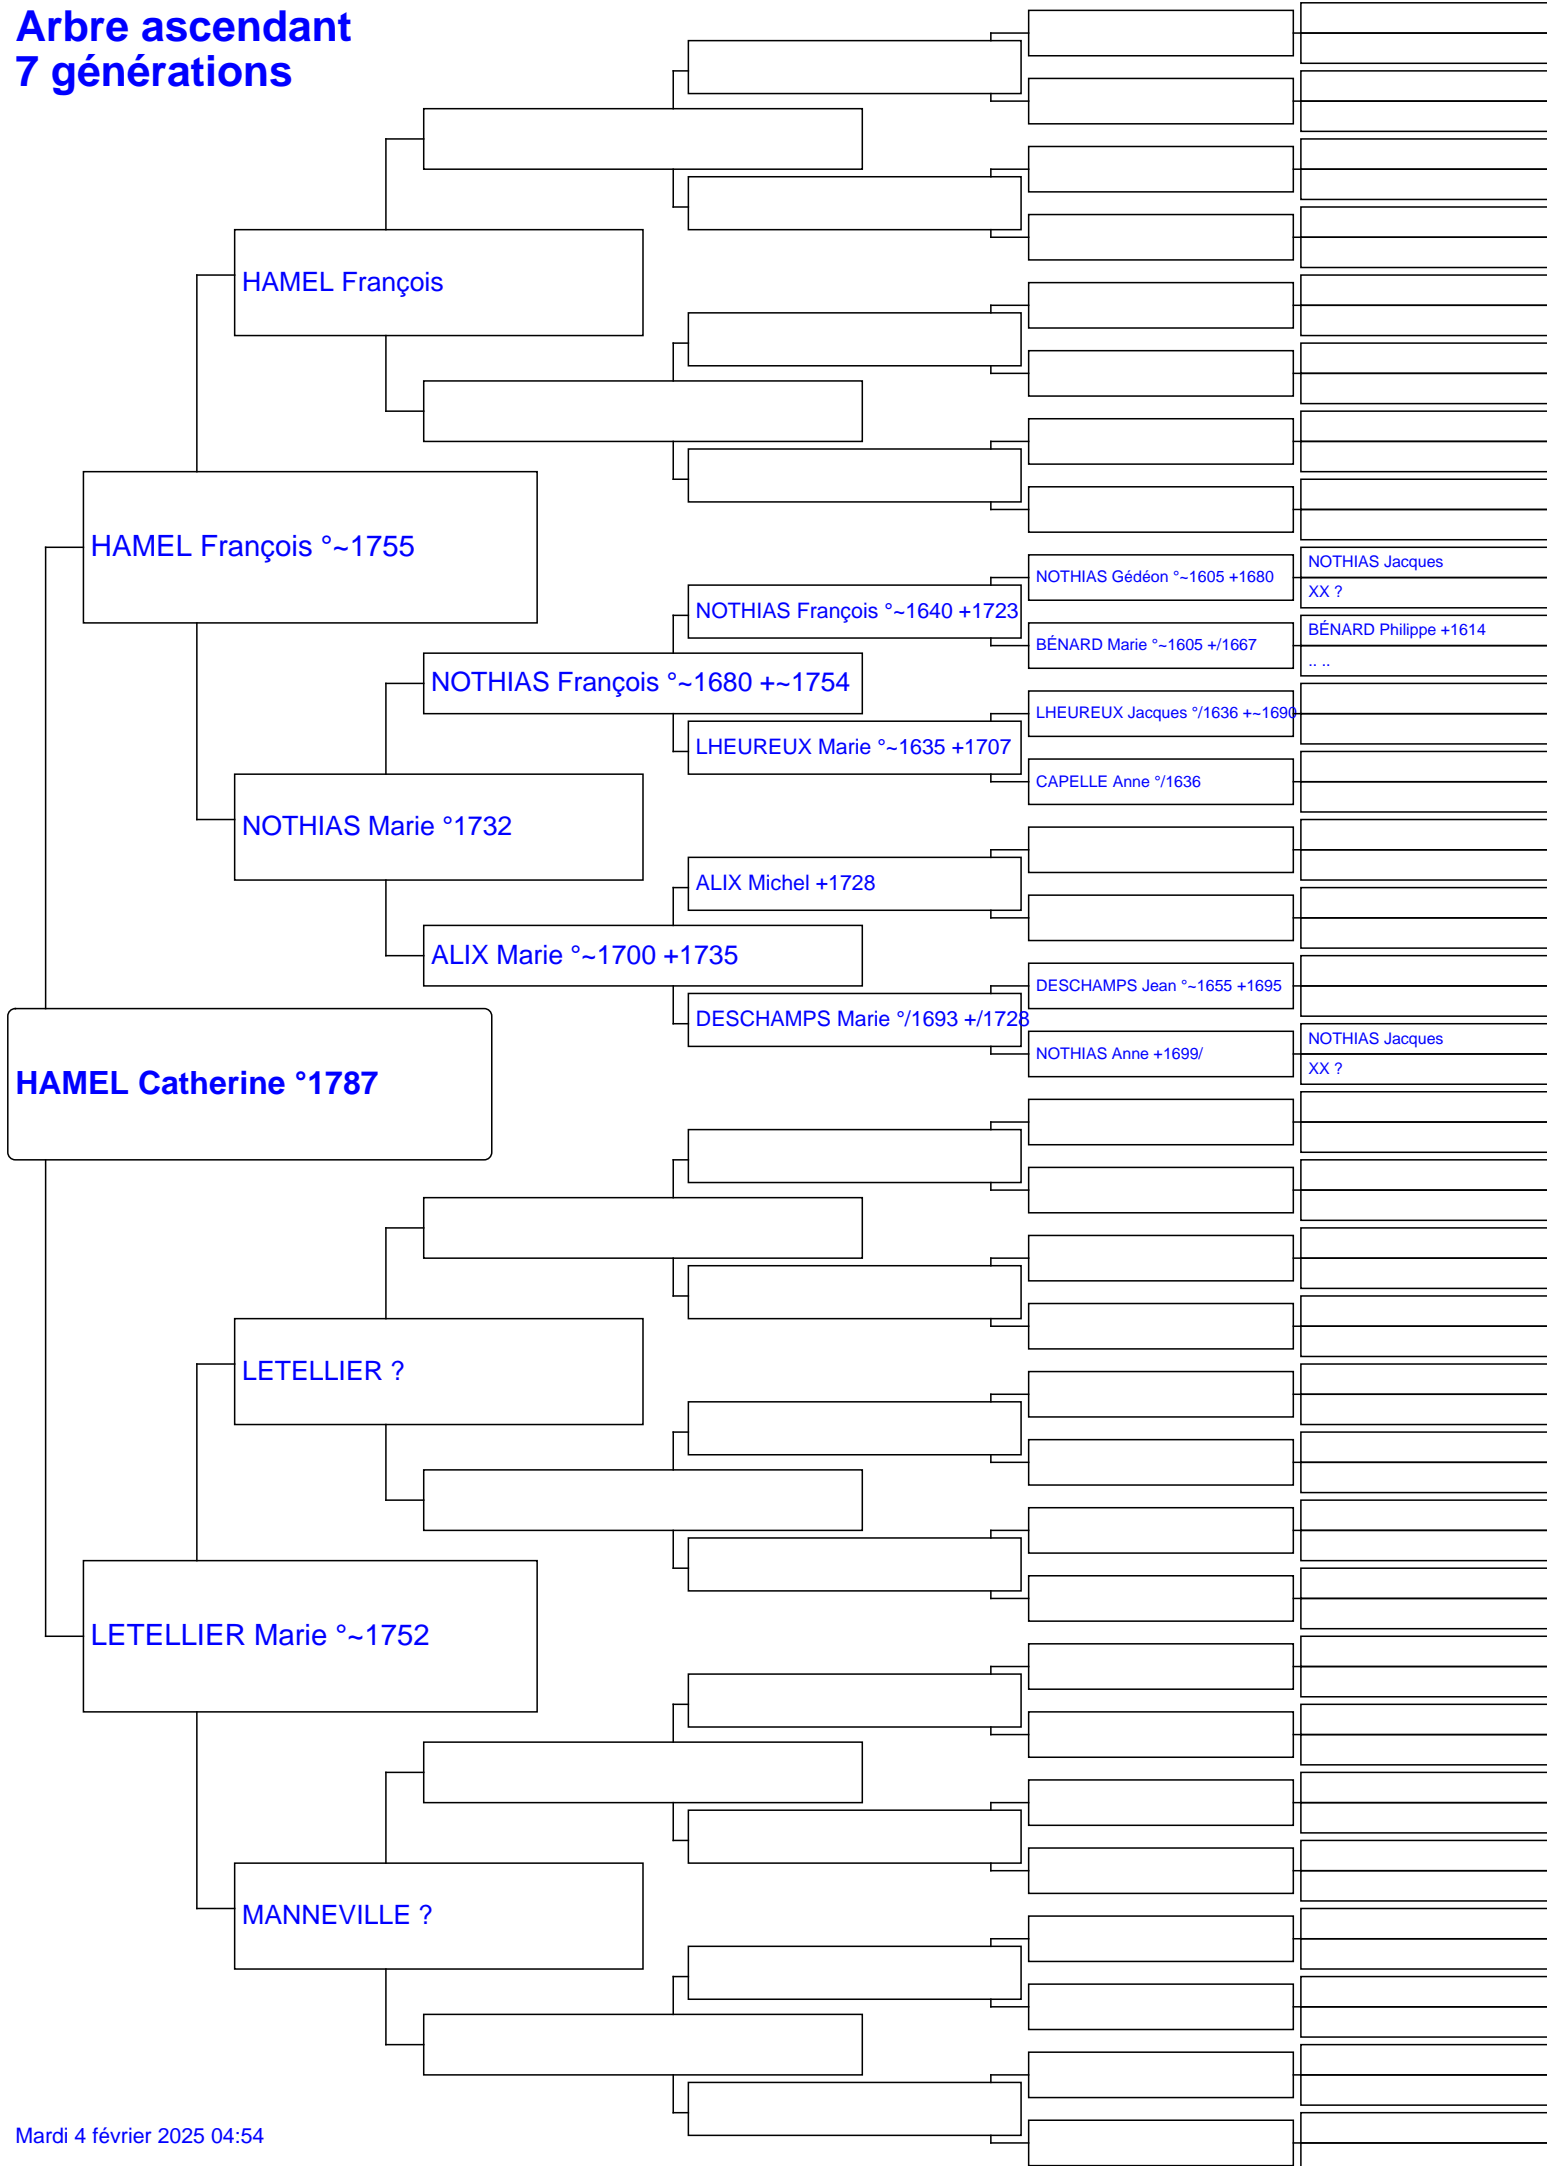 Arbre ascendant
7 générations
HAMEL François
HAMEL François °~1755
NOTHIAS Gédéon °~1605 +1680
NOTHIAS Jacques
XX ?
NOTHIAS François °~1640 +1723
BÉNARD Marie °~1605 +/1667
BÉNARD Philippe +1614
.. ..
NOTHIAS François °~1680 +~1754
LHEUREUX Jacques °/1636 +~1690
LHEUREUX Marie °~1635 +1707
CAPELLE Anne °/1636
NOTHIAS Marie °1732
ALIX Michel +1728
ALIX Marie °~1700 +1735
DESCHAMPS Jean °~1655 +1695
DESCHAMPS Marie °/1693 +/1728
NOTHIAS Anne +1699/
NOTHIAS Jacques
XX ?
HAMEL Catherine °1787
LETELLIER ?
LETELLIER Marie °~1752
MANNEVILLE ?
Mardi 4 février 2025 04:54